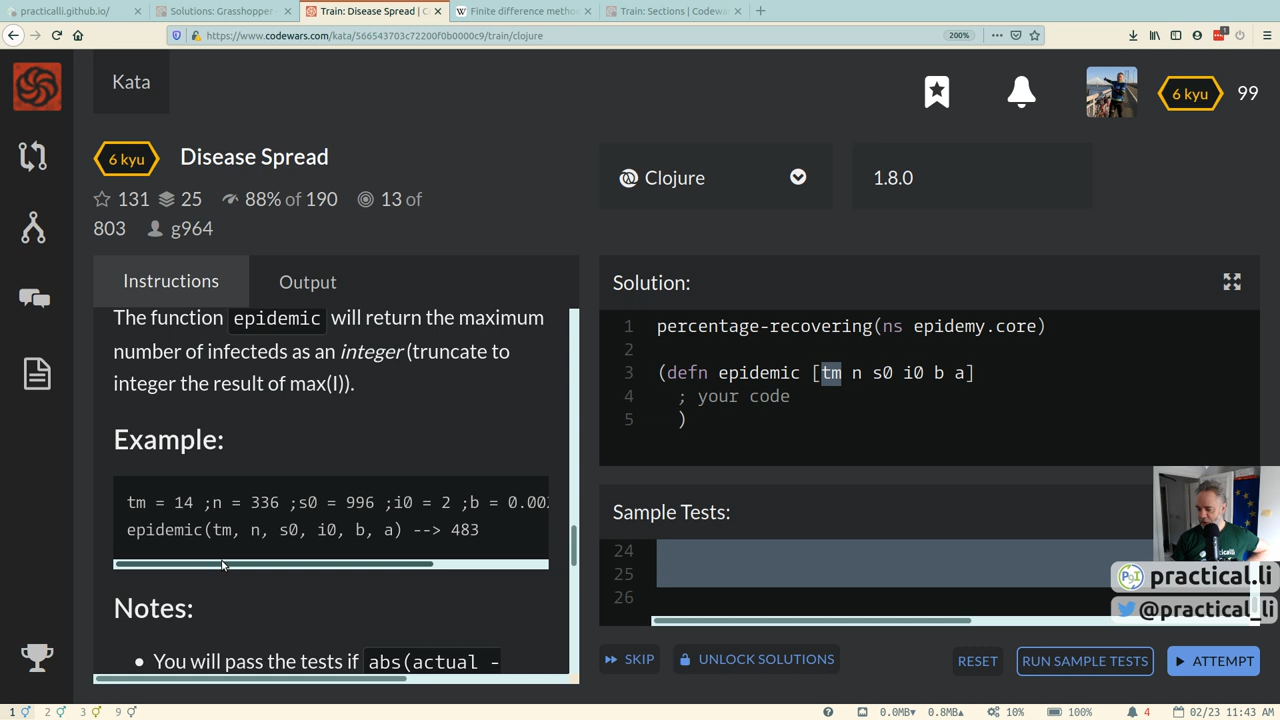 practicalli.github.io/
Solutions: Grasshopper -
Train: Disease Spread | C
Finite difference metho
Train: Sections | Codewa
https://www.codewars.com/kata/566543703c72200f0b0000c9/train/clojure
200%
Kata
6 kyu
99
6 kyu
Disease Spread
131 25 88% of 190 13 of
803 g964
Clojure
1.8.0
Instructions
Output
The function epidemic will return the maximum
number of infecteds as an integer (truncate to
integer the result of max(I)).
Example:
tm = 14 ;n = 336 ;s0 = 996 ;i0 = 2 ;b = 0.00
epidemic(tm, n, s0, i0, b, a) --> 483
Notes:
• You will pass the tests if abs(actual -
Solution:
1 percentage-recovering(ns epidemy.core)
2
3 (defn epidemic [tm n s0 i0 b a]
4 ; your code
5 )
Sample Tests:
24
25
26
practical.li
@practical_li
SKIP
UNLOCK SOLUTIONS
RESET
RUN SAMPLE TESTS
ATTEMPT
1 2 3 9
0.0MB 0.8MB 10% 100% 4 02/23 11:43 AM